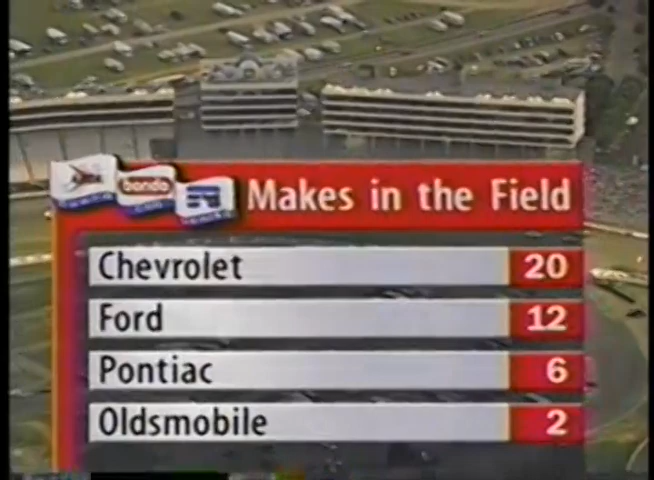 bondo
Makes in the Field
Chevrolet 20
Ford 12
Pontiac 6
Oldsmobile 2